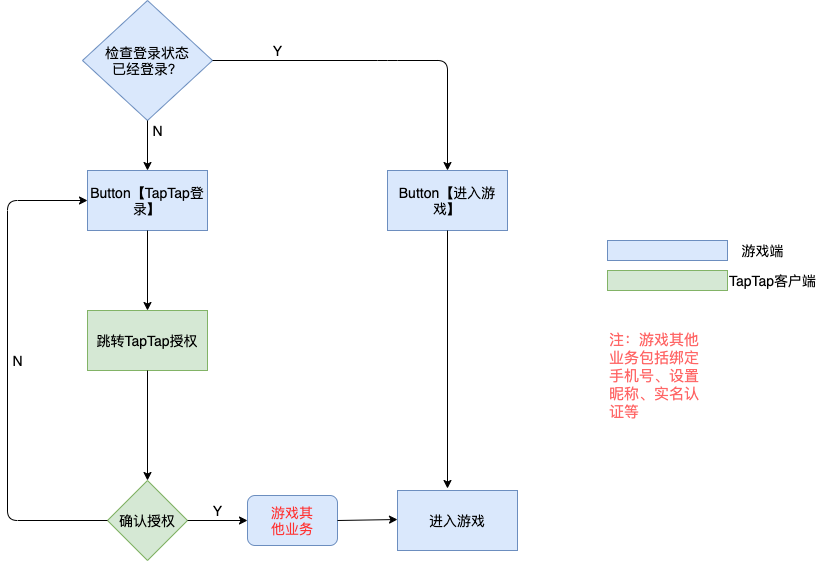 检查登录状态
已经登录?
Y
N
Button【TapTap登
录】
Button【进入游
戏】
游戏端
TapTap客户端
跳转TapTap授权
注：游戏其他
业务包括绑定
手机号、设置
昵称、实名认
证等
N
确认授权
Y
游戏其
他业务
进入游戏